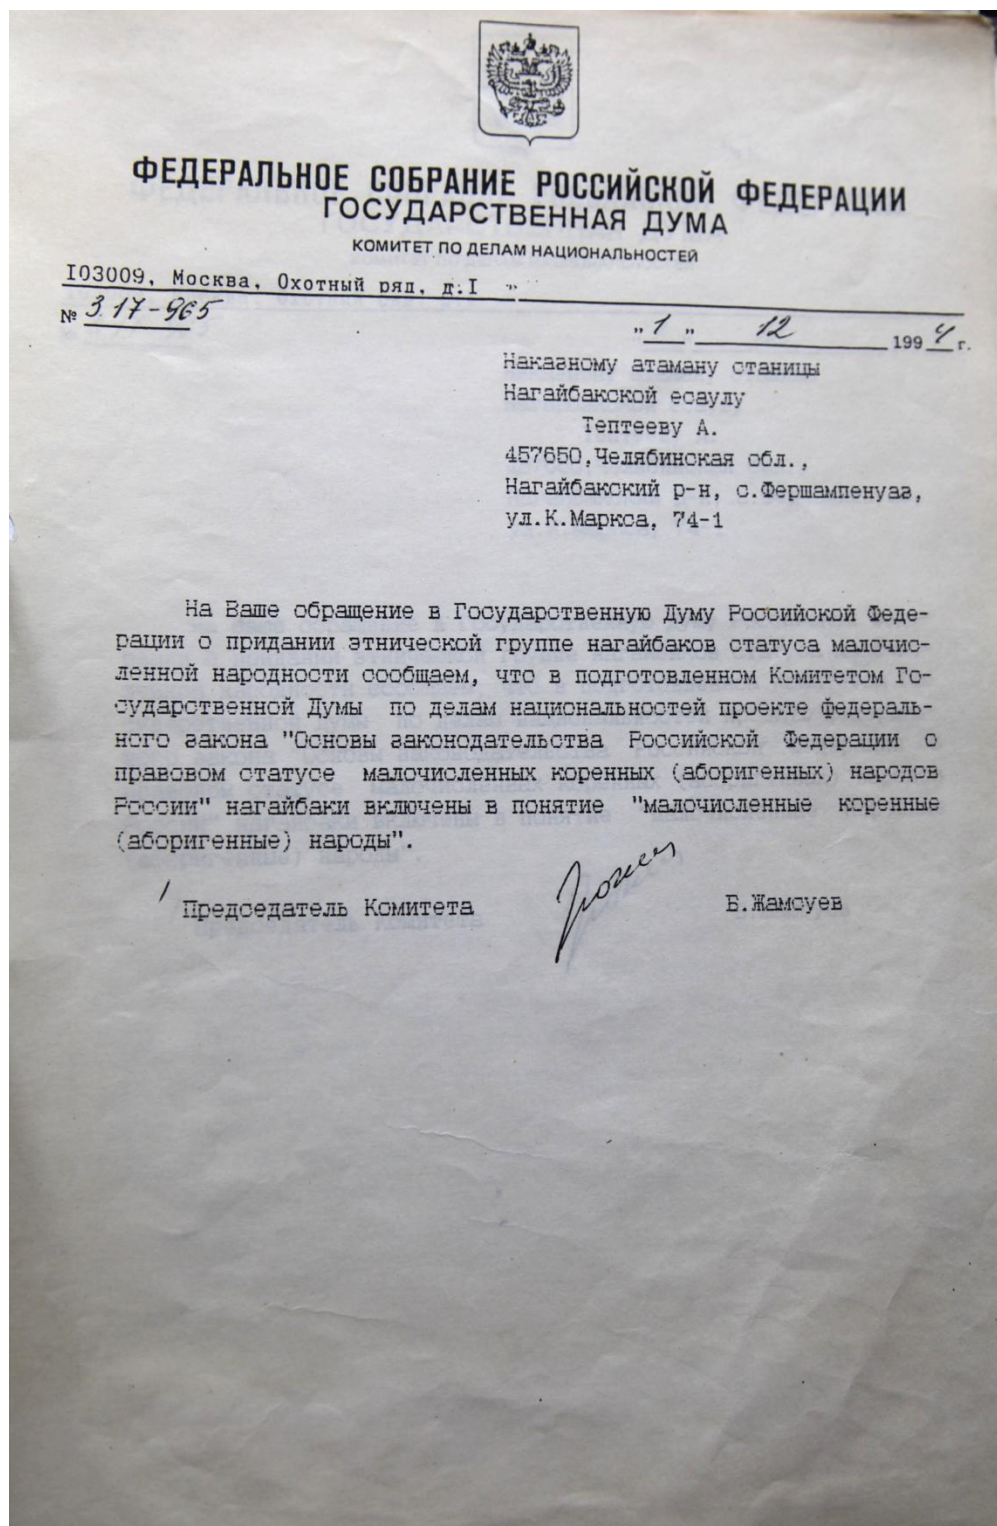 ФЕДЕРАЛЬНОЕ СОБРАНИЕ РОССИЙСКОЙ ФЕДЕРАЦИИ
ГОСУДАРСТВЕННАЯ ДУМА
КОМИТЕТ ПО ДЕЛАМ НАЦИОНАЛЬНОСТЕЙ
I03009, Москва, Охотный ряд, д.I
№ 3.17-965
"1" 12 1994 г.
Наказному атаману станицы
Нагайбакской есаулу
Тептееву А.
457650,Челябинская обл.,
Нагайбакский р-н, с.Фершампенуаз,
ул.К.Маркса, 74-1
На Ваше обращение в Государственную Думу Российской Феде-
рации о придании этнической группе нагайбаков статуса малочис-
ленной народности сообщаем, что в подготовленном Комитетом Го-
сударственной Думы по делам национальностей проекте федераль-
ного закона "Основы законодательства Российской Федерации о
правовом статусе малочисленных коренных (аборигенных) народов
России" нагайбаки включены в понятие "малочисленные коренные
(аборигенные) народы".
Председатель Комитета Б.Жамсуев